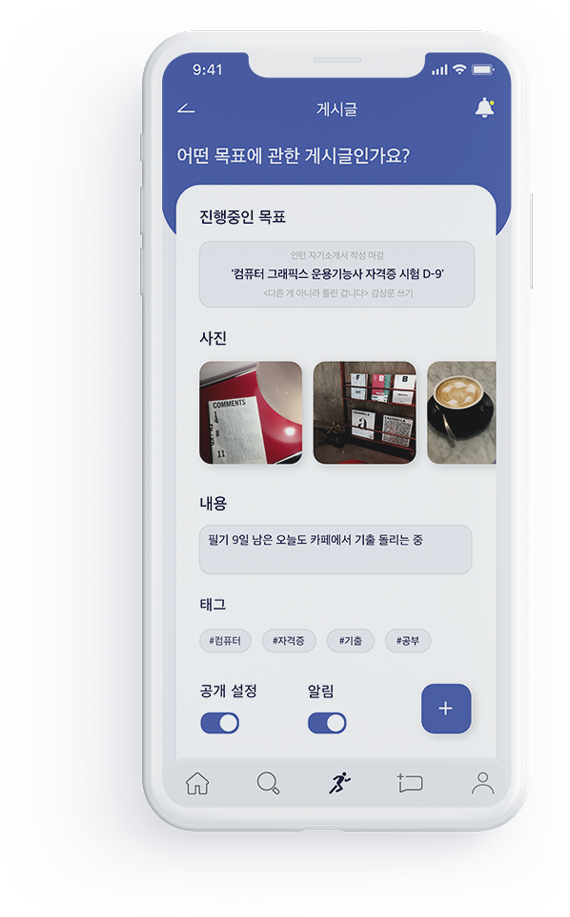 9:41
게시글
어떤 목표에 관한 게시글인가요?
진행중인 목표
인턴 자기소개서 작성 마감
'컴퓨터 그래픽스 운용기능사 자격증 시험 D-9'
<다른 게 아니라 틀린 겁니다> 감상문 쓰기
사진
COMMENTS
1
8
11
F
B
B
a
내용
필기 9일 남은 오늘도 카페에서 기출 돌리는 중
태그
#컴퓨터
#자격증
#기출
#공부
공개 설정
알림